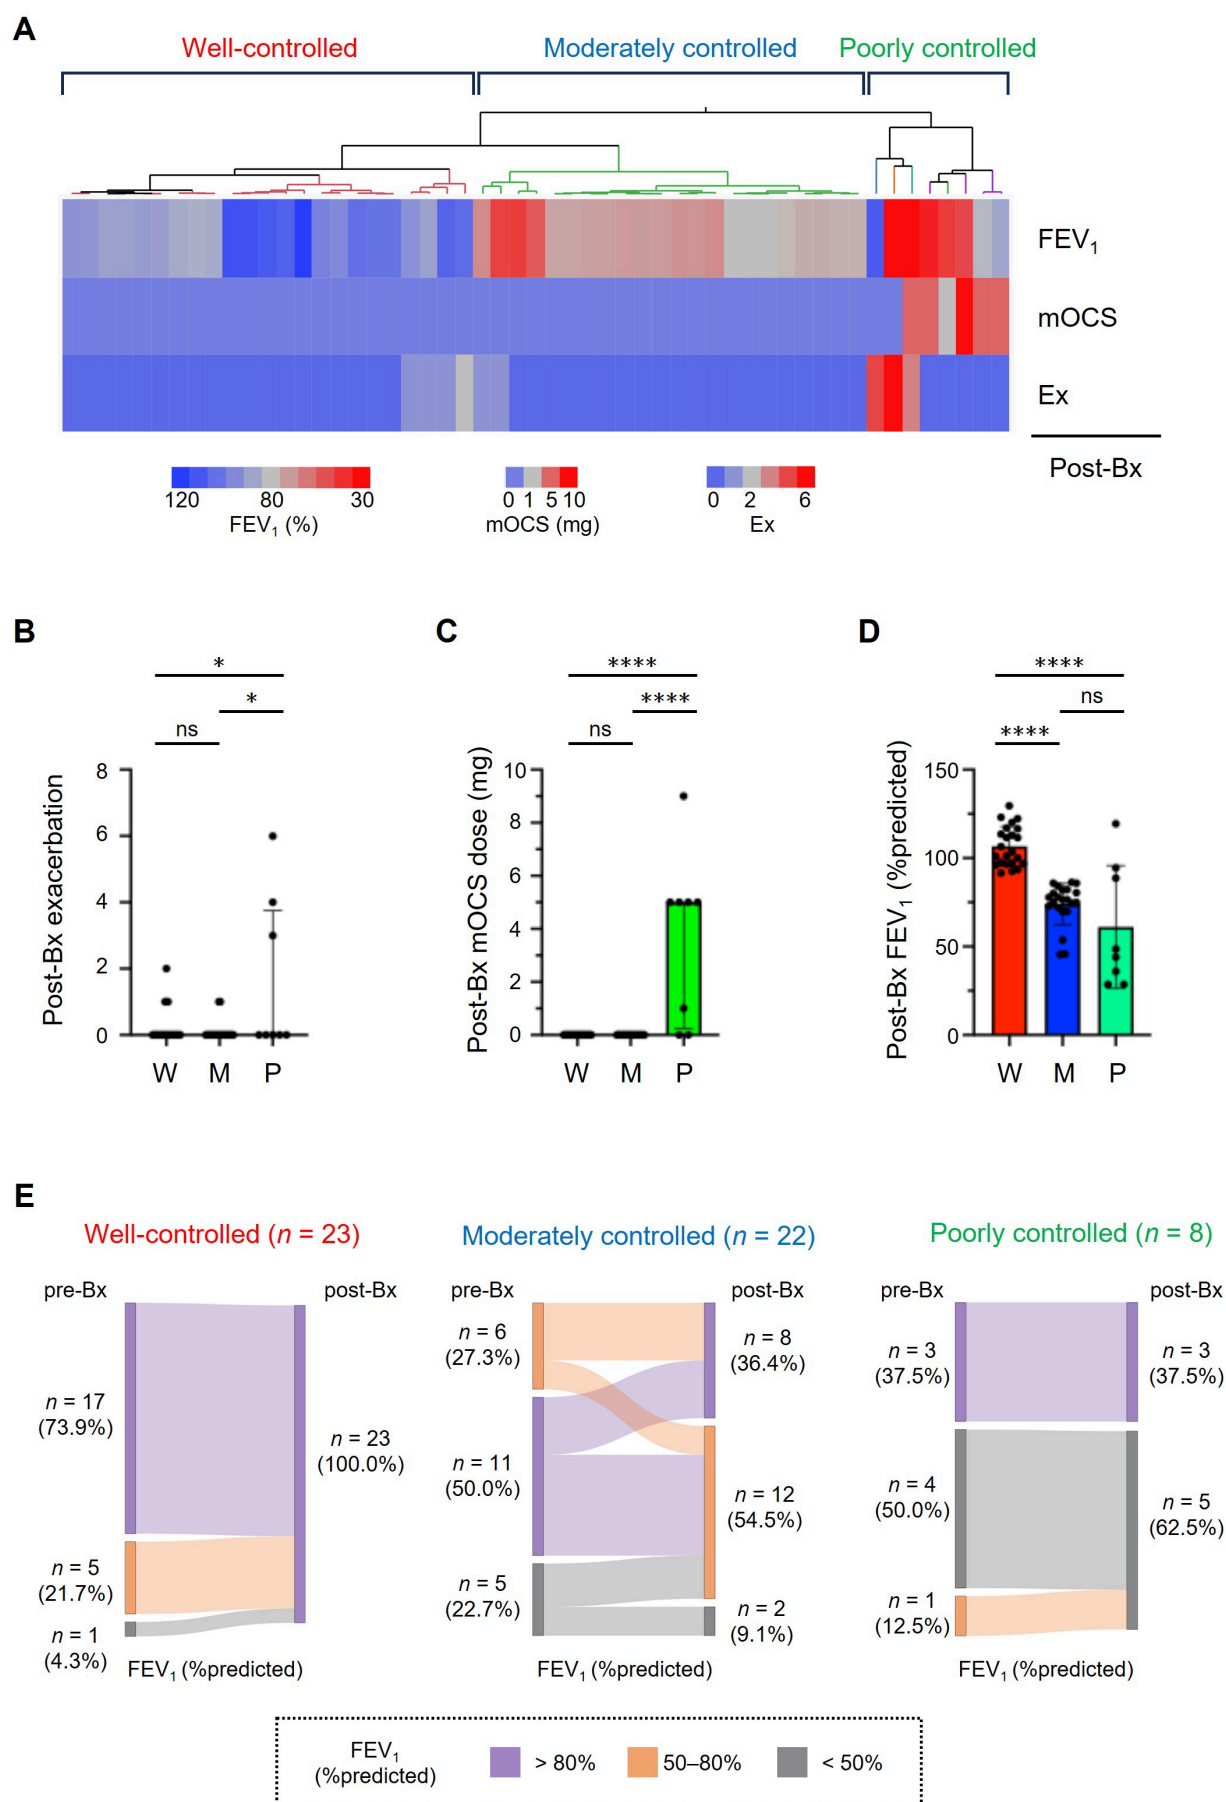 A
Well-controlled
Moderately controlled
Poorly controlled
FEV1
mOCS
Ex
Post-Bx
120 80 30
FEV1 (%)
0 1 5 10
mOCS (mg)
0 2 6
Ex
B
*
*
ns
Post-Bx exacerbation
8
6
4
2
0
W M P
C
****
****
ns
Post-Bx mOCS dose (mg)
10
8
6
4
2
0
W M P
D
****
ns
****
Post-Bx FEV1 (%predicted)
150
100
50
0
W M P
E
Well-controlled (n = 23)
pre-Bx
post-Bx
n = 17
(73.9%)
n = 23
(100.0%)
n = 5
(21.7%)
n = 1
(4.3%)
FEV1 (%predicted)
Moderately controlled (n = 22)
pre-Bx
post-Bx
n = 6
(27.3%)
n = 8
(36.4%)
n = 11
(50.0%)
n = 12
(54.5%)
n = 5
(22.7%)
n = 2
(9.1%)
FEV1 (%predicted)
Poorly controlled (n = 8)
pre-Bx
post-Bx
n = 3
(37.5%)
n = 3
(37.5%)
n = 4
(50.0%)
n = 5
(62.5%)
n = 1
(12.5%)
FEV1 (%predicted)
FEV1
(%predicted)
> 80%
50–80%
< 50%